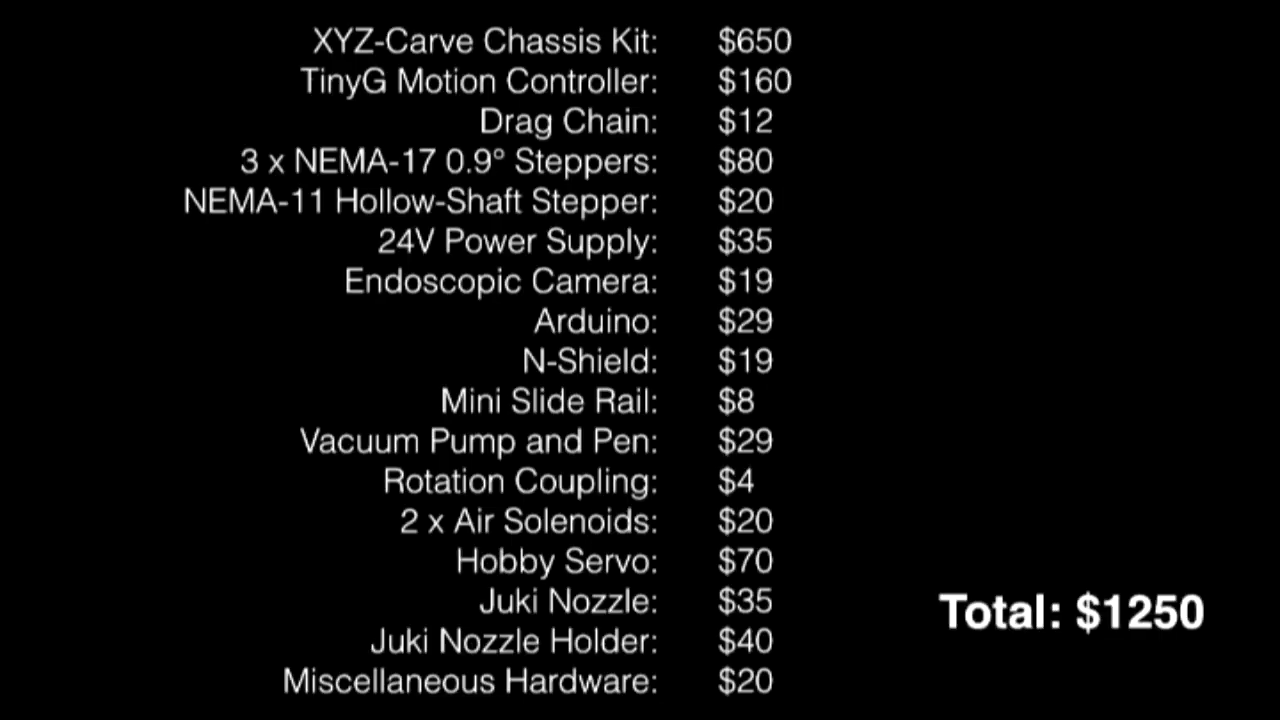 XYZ-Carve Chassis Kit: $650
TinyG Motion Controller: $160
Drag Chain: $12
3 x NEMA-17 0.9° Steppers: $80
NEMA-11 Hollow-Shaft Stepper: $20
24V Power Supply: $35
Endoscopic Camera: $19
Arduino: $29
N-Shield: $19
Mini Slide Rail: $8
Vacuum Pump and Pen: $29
Rotation Coupling: $4
2 x Air Solenoids: $20
Hobby Servo: $70
Juki Nozzle: $35
Juki Nozzle Holder: $40
Miscellaneous Hardware: $20
Total: $1250